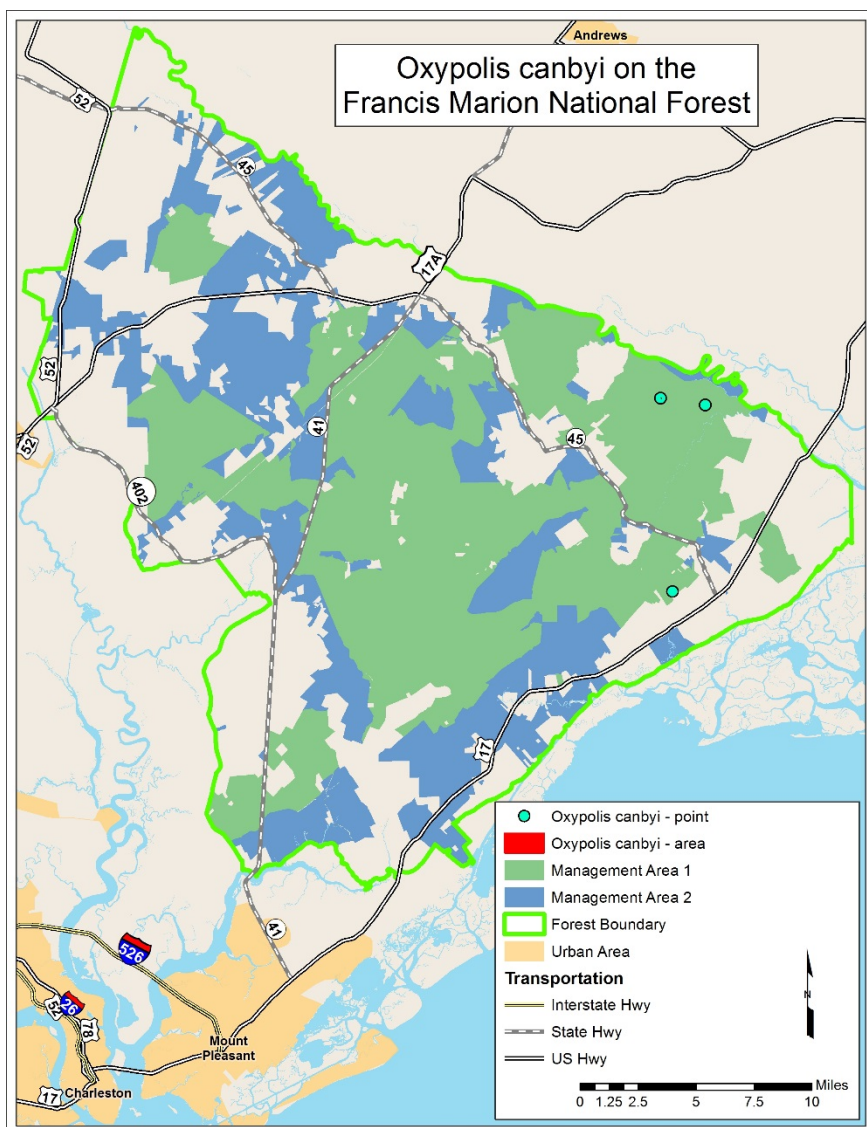 Andrews
Oxypolis canbyi on the
Francis Marion National Forest
52
45
17A
52
41
45
52
402
17
41
526
26
52
78
Mount
Pleasant
17
Charleston
Oxypolis canbyi - point
Oxypolis canbyi - area
Management Area 1
Management Area 2
Forest Boundary
Urban Area
Transportation
Interstate Hwy
State Hwy
US Hwy
N
Miles
0 1.25 2.5 5 7.5 10